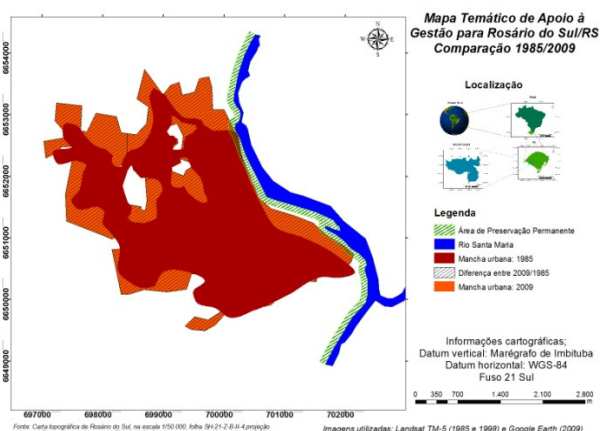 Mapa Temático de Apoio à
Gestão para Rosário do Sul/RS
Comparação 1985/2009
Localização
Legenda
Área de Preservação Permanente
Rio Santa Maria
Mancha urbana: 1985
Diferença entre 2009/1985
Mancha urbana: 2009
Informações cartográficas;
Datum vertical: Marégrafo de Imbituba
Datum horizontal: WGS-84
Fuso 21 Sul
0 350 700 1.400 2.100 2.800
m
N
W E
S
6654000
6653000
6652000
6651000
6650000
6649000
697000 698000 699000 7000000 7010000 7020000
Fonte: Carta topográfica de Rosário do Sul, na escala 1/50.000, folha SH-21-Z-B-II-4,projeção
Imagens utilizadas: Landsat TM-5 (1985 e 1998) e Google Earth (2009)